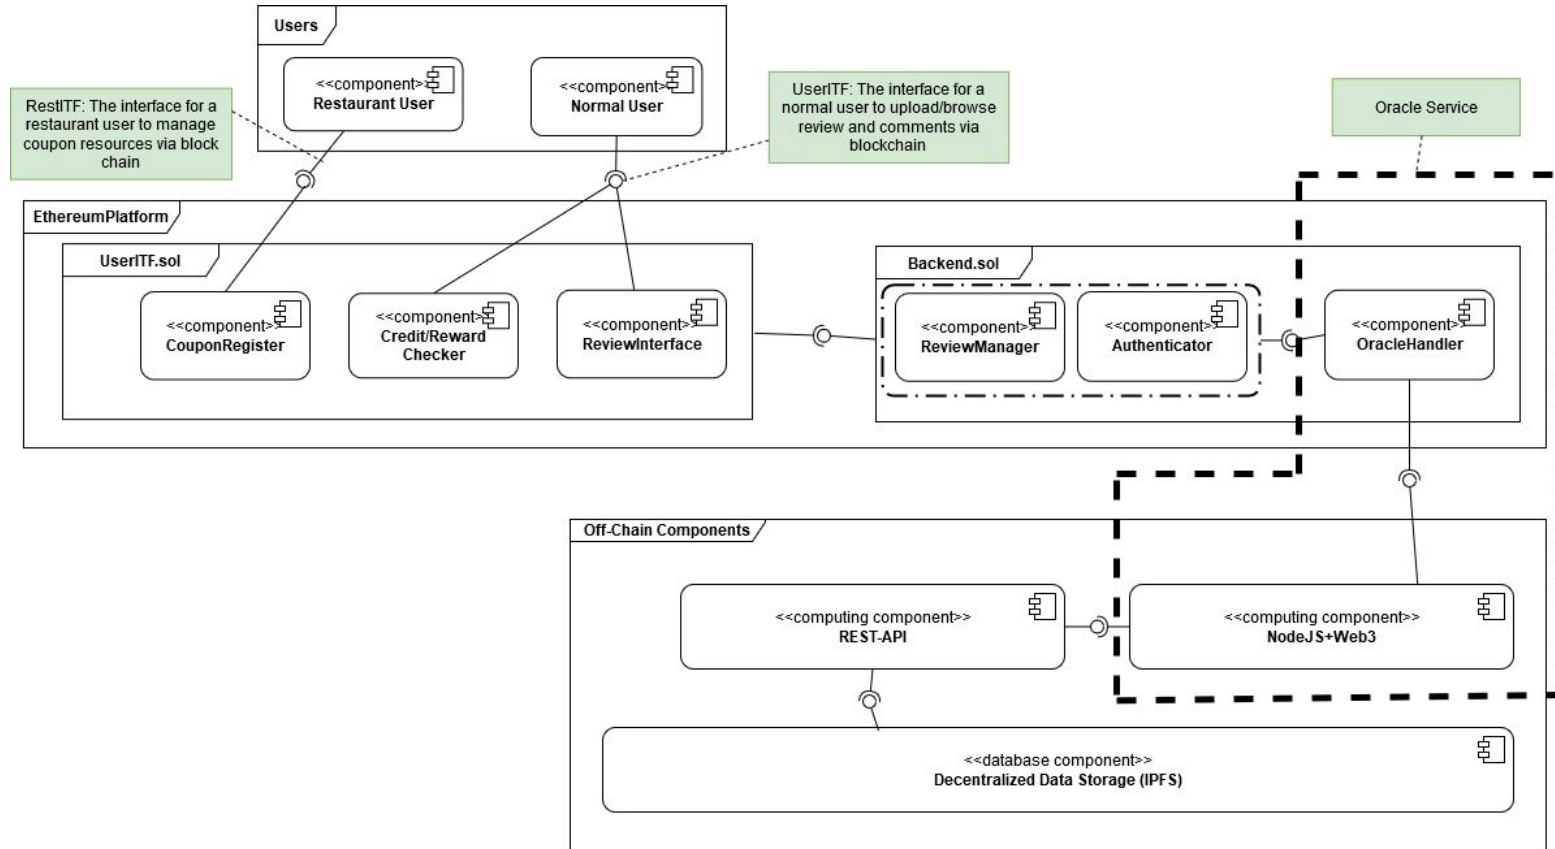 Users
<<component>>
Restaurant User
<<component>>
Normal User
RestITF: The interface for a
restaurant user to manage
coupon resources via block
chain
UserITF: The interface for a
normal user to upload/browse
review and comments via
blockchain
Oracle Service
EthereumPlatform
UserITF.sol
<<component>>
CouponRegister
<<component>>
Credit/Reward
Checker
<<component>>
ReviewInterface
Backend.sol
<<component>>
ReviewManager
<<component>>
Authenticator
<<component>>
OracleHandler
Off-Chain Components
<<computing component>>
REST-API
<<computing component>>
NodeJS+Web3
<<database component>>
Decentralized Data Storage (IPFS)